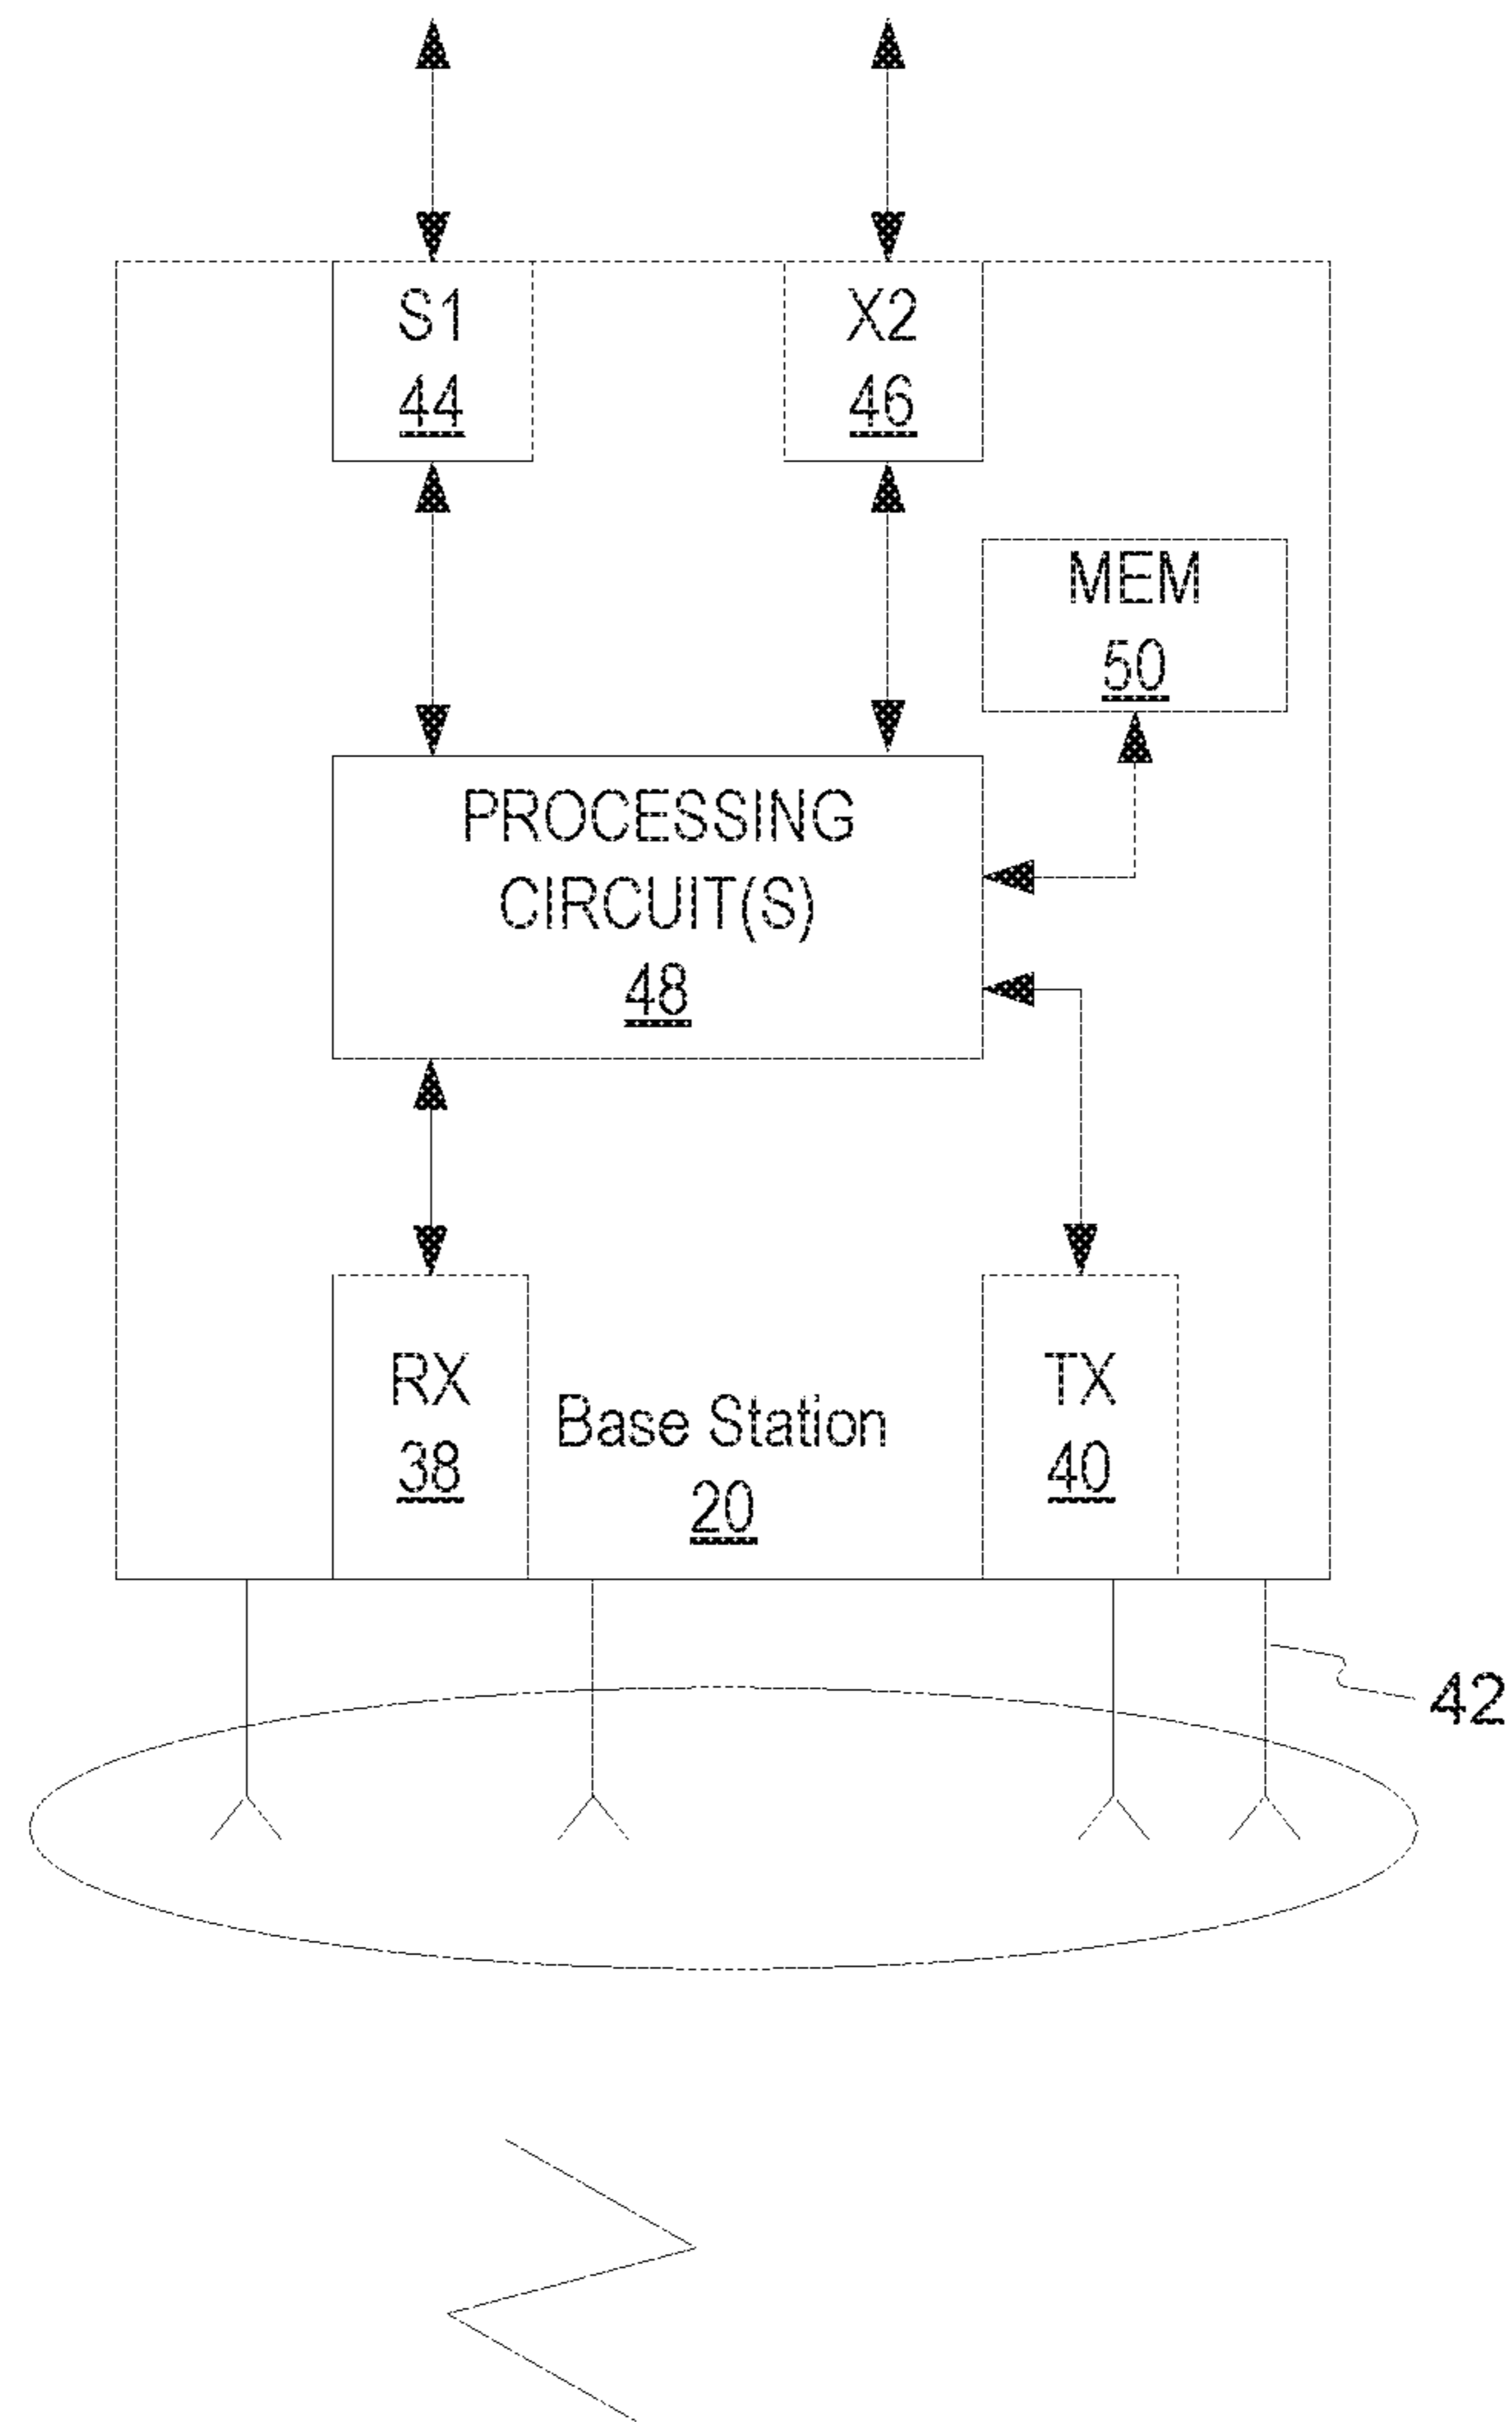 S1
44
X2
46
MEM
50
PROCESSING
CIRCUIT(S)
48
RX
38
Base Station
20
TX
40
42